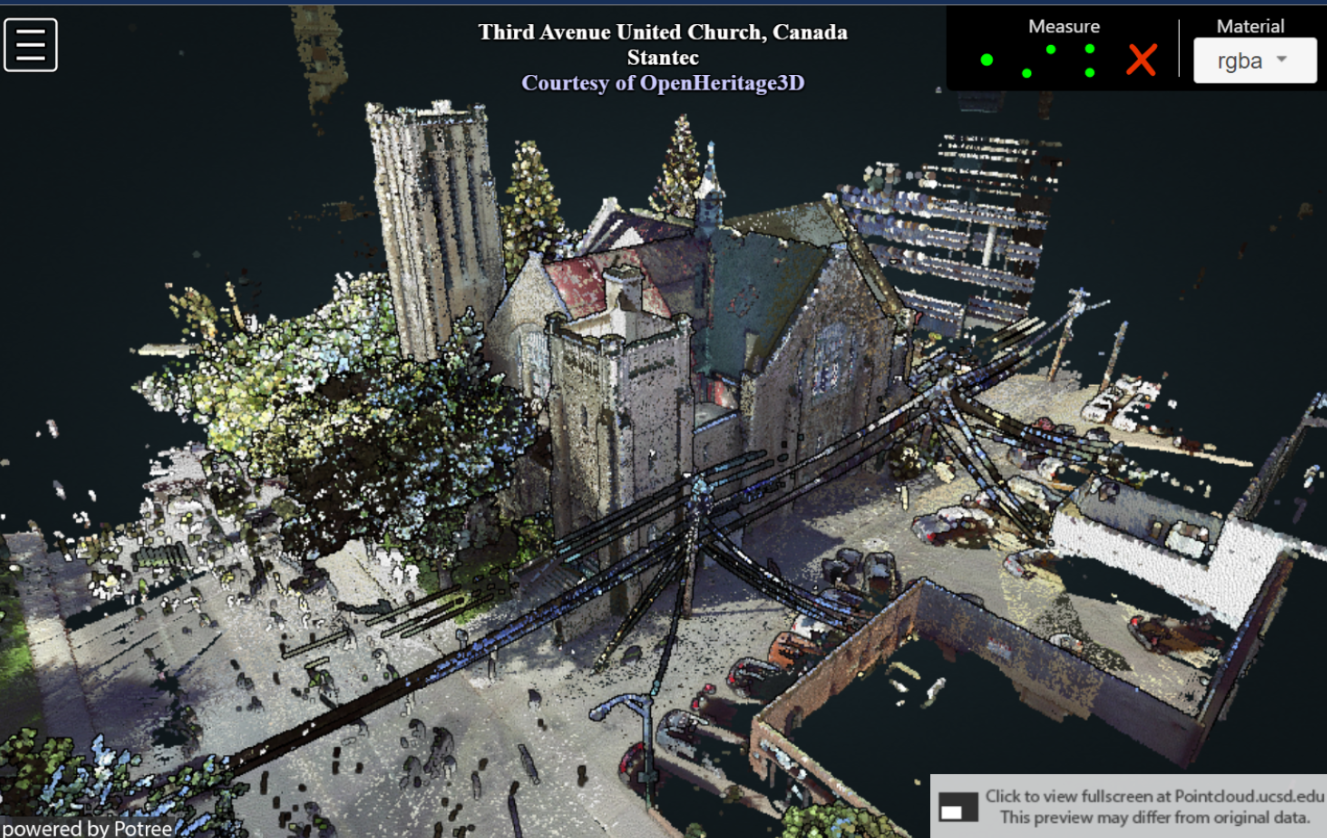 Third Avenue United Church, Canada
Stantec
Courtesy of OpenHeritage3D
Measure
Material
rgba
Click to view fullscreen at Pointcloud.ucsd.edu
This preview may differ from original data.
powered by Potree